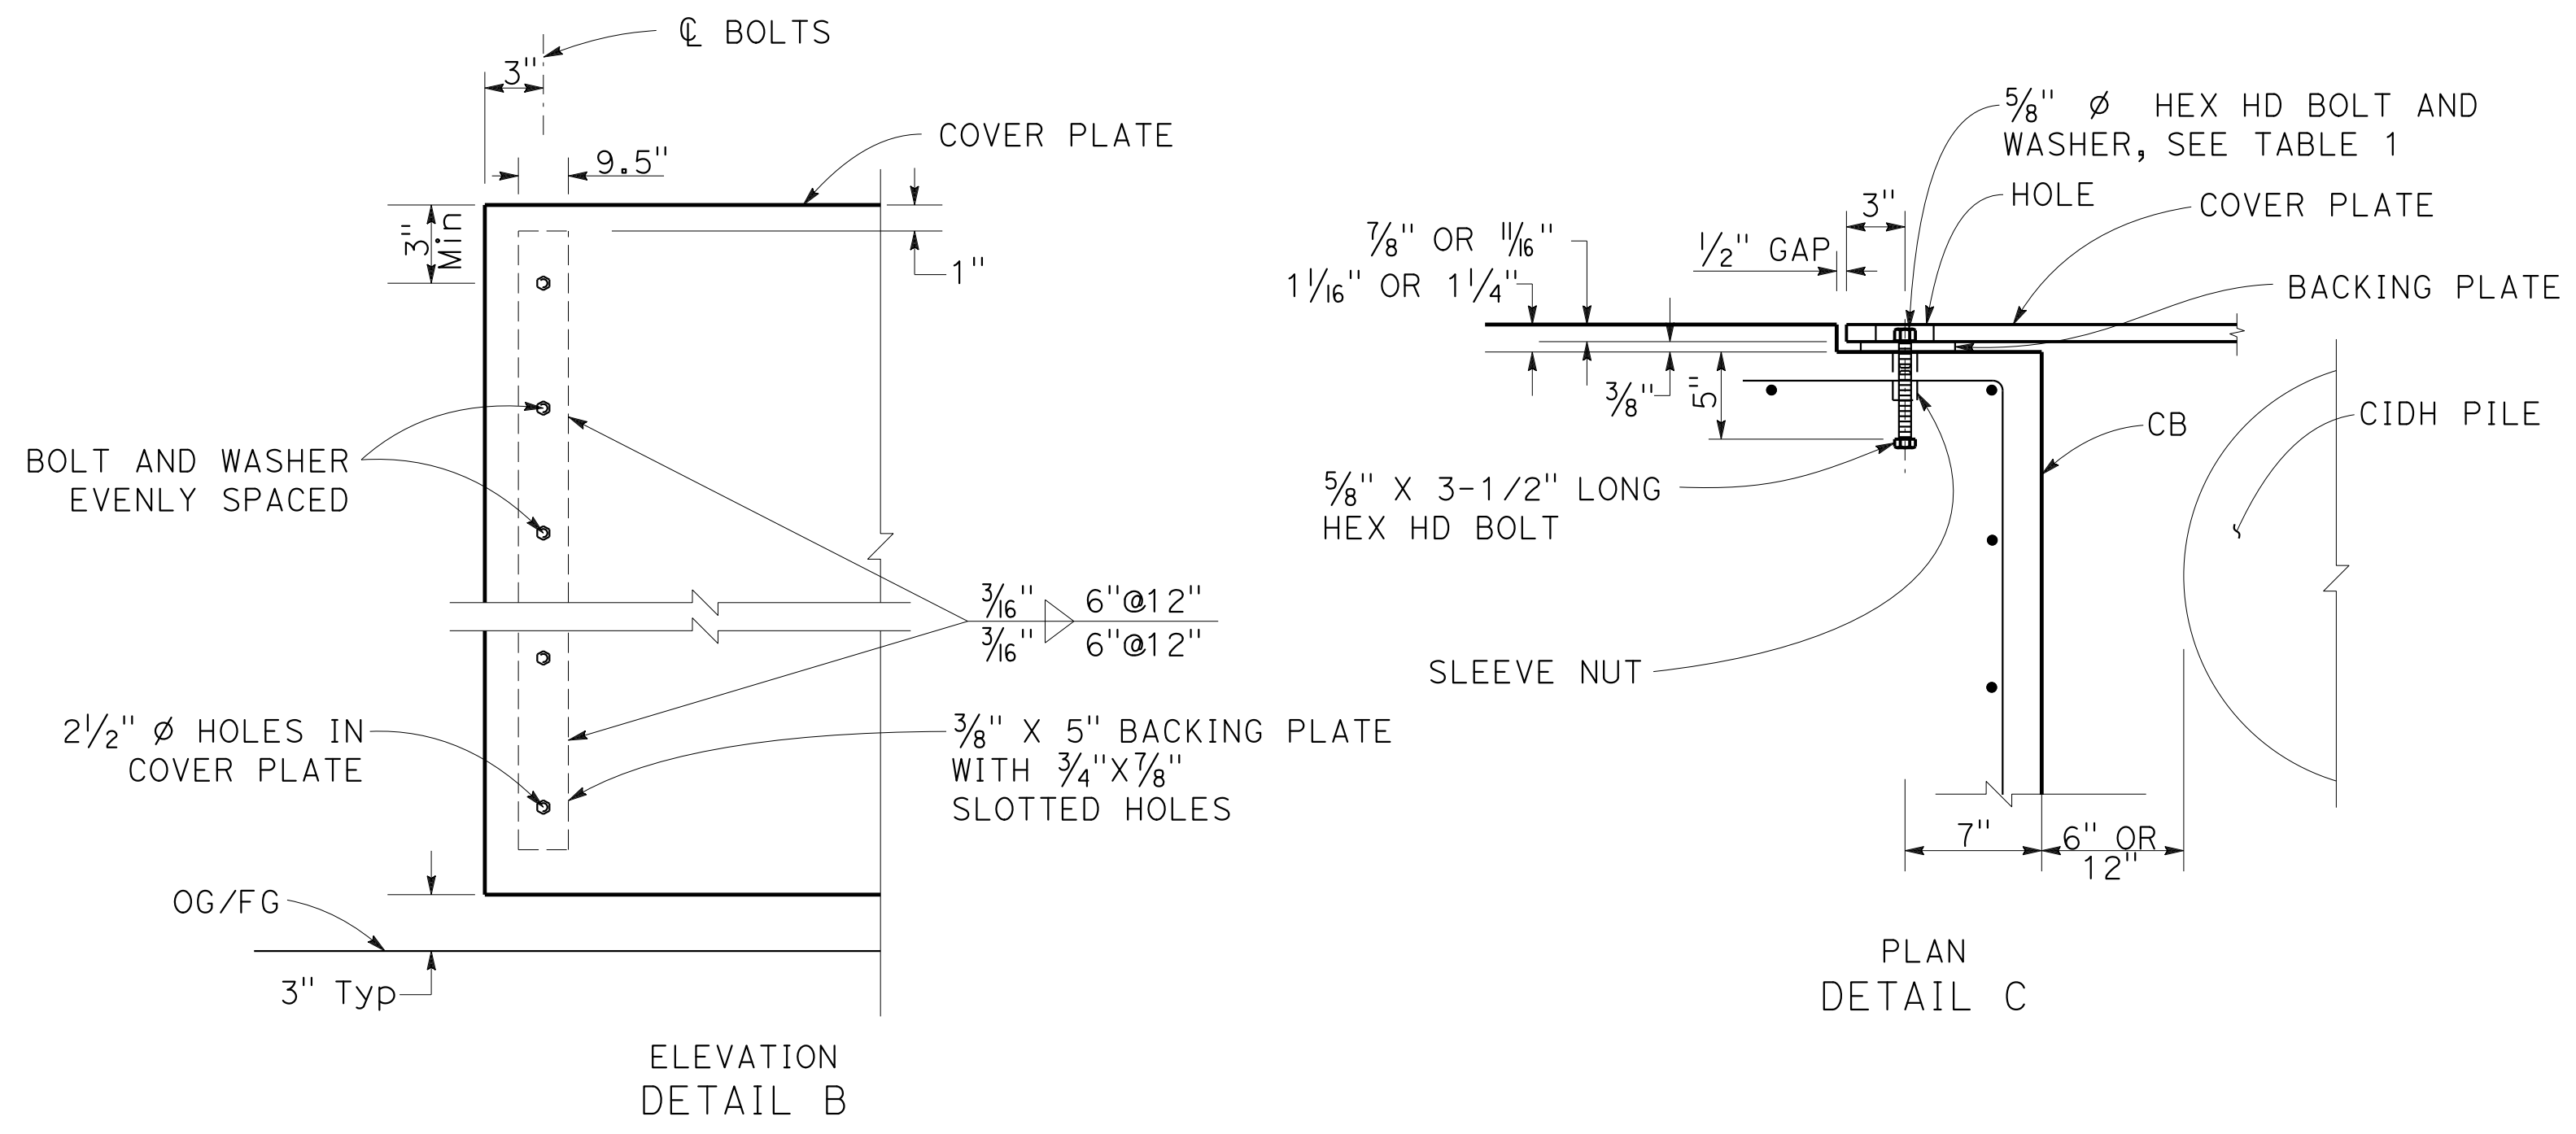 ℄ BOLTS
3"
COVER PLATE
9.5"
3"
Min
1"
BOLT AND WASHER
EVENLY SPACED
3/16" 6"@12"
3/16" 6"@12"
2 1/2" Ø HOLES IN
COVER PLATE
3/8" X 5" BACKING PLATE
WITH 3/4"X7/8"
SLOTTED HOLES
OG/FG
3" Typ
ELEVATION
DETAIL B
5/8" Ø HEX HD BOLT AND
WASHER, SEE TABLE 1
HOLE
3"
COVER PLATE
7/8" OR 11/16"
1/2" GAP
1 1/16" OR 1 1/4"
BACKING PLATE
3/8"
5"
CB
CIDH PILE
5/8" X 3-1/2" LONG
HEX HD BOLT
SLEEVE NUT
7"
6" OR
12"
PLAN
DETAIL C